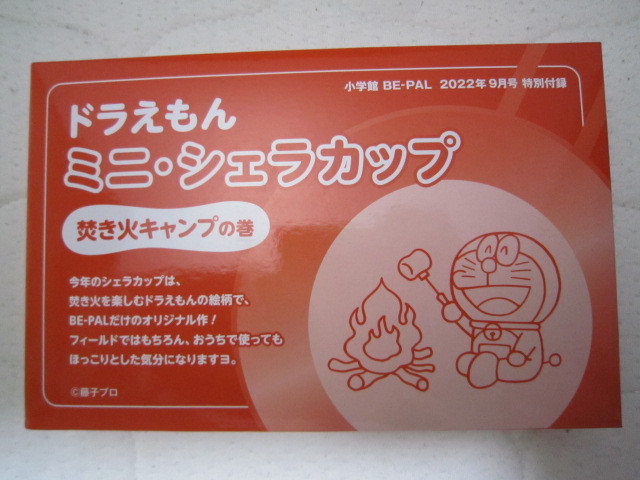 小学館 BE-PAL 2022年9月号 特別付録
ドラえもん
ミニ・シェラカップ
焚き火キャンプの巻
今年のシェラカップは、
焚き火を楽しむドラえもんの絵柄で、
BE-PALだけのオリジナル作！
フィールドではもちろん、おうちで使っても
ほっこりとした気分になりますヨ。
©藤子プロ